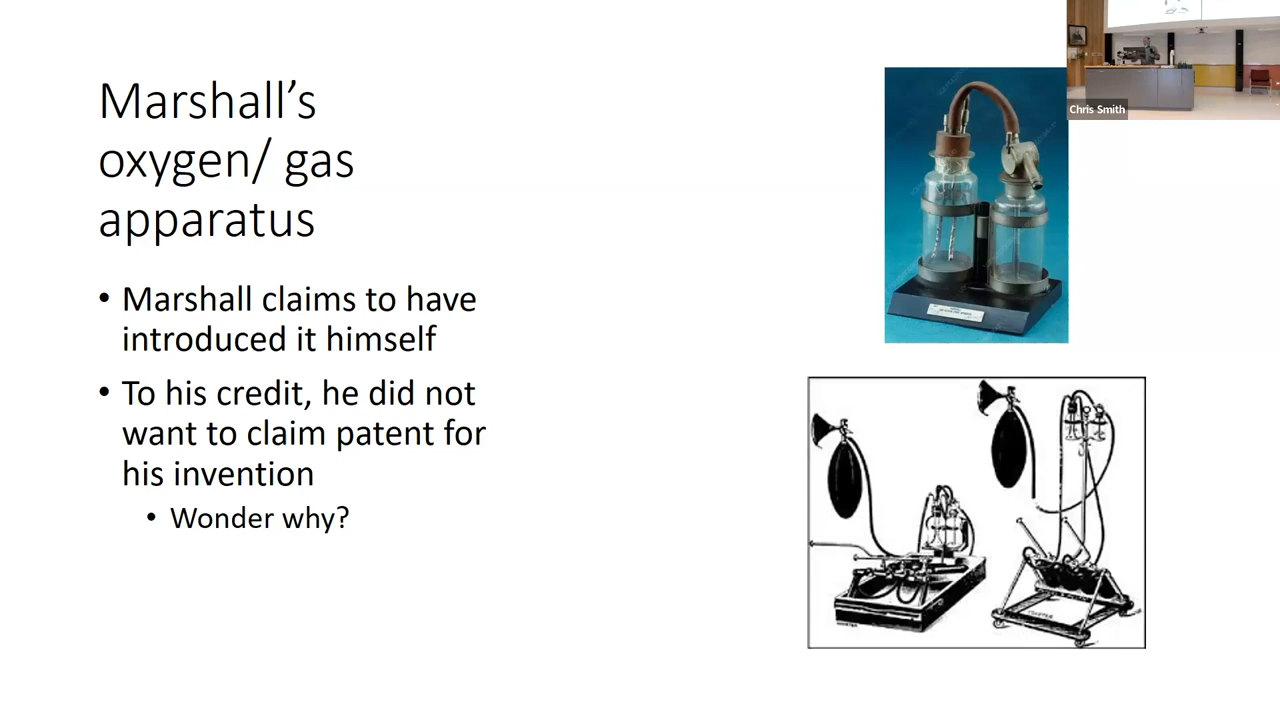 Marshall’s
oxygen/ gas
apparatus
• Marshall claims to have
introduced it himself
• To his credit, he did not
want to claim patent for
his invention
• Wonder why?
Chris Smith